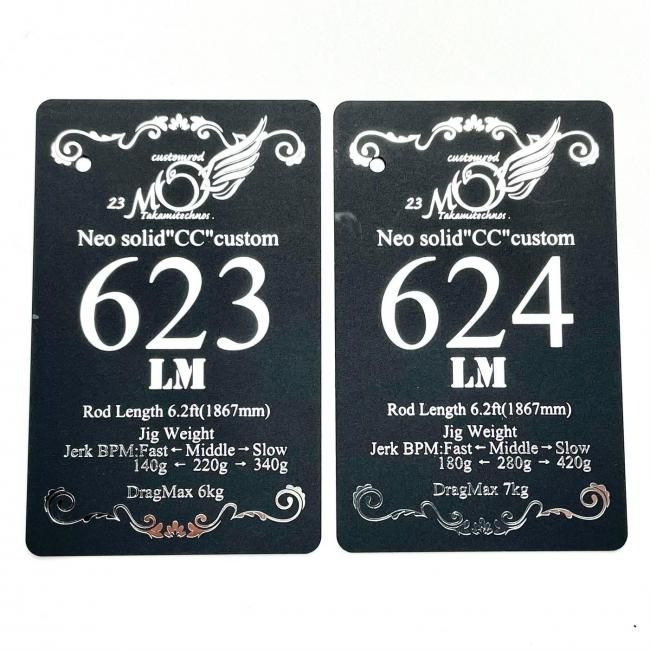 customrod
23 MO
Takamitechnos.
Neo solid"CC"custom
623
LM
Rod Length 6.2ft(1867mm)
Jig Weight
Jerk BPM:Fast←Middle→Slow
140g ← 220g → 340g
DragMax 6kg
customrod
23 MO
Takamitechnos.
Neo solid"CC"custom
624
LM
Rod Length 6.2ft(1867mm)
Jig Weight
Jerk BPM:Fast←Middle→Slow
180g ← 280g → 420g
DragMax 7kg